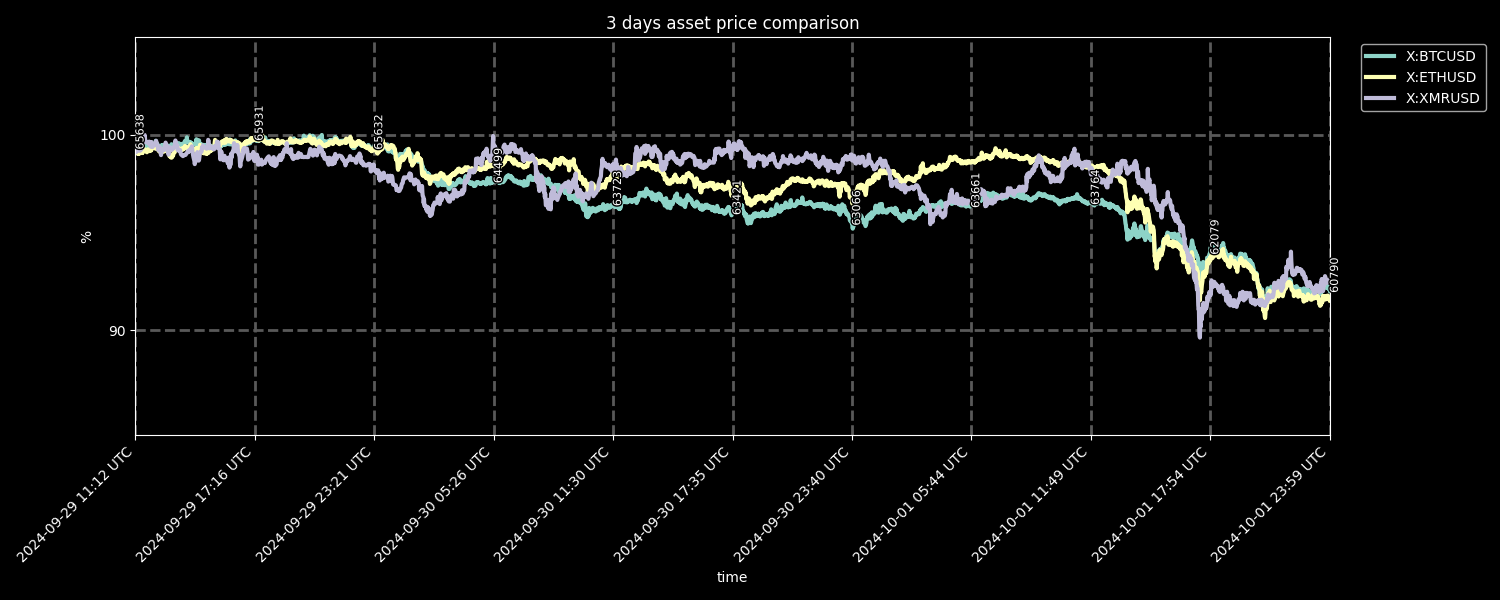 3 days asset price comparison
X:BTCUSD
X:ETHUSD
X:XMRUSD
100
90
%
65638
65931
65632
64499
63723
63421
63066
63661
63764
62079
60790
2024-09-29 11:12 UTC
2024-09-29 17:16 UTC
2024-09-29 23:21 UTC
2024-09-30 05:26 UTC
2024-09-30 11:30 UTC
2024-09-30 17:35 UTC
2024-09-30 23:40 UTC
2024-10-01 05:44 UTC
2024-10-01 11:49 UTC
2024-10-01 17:54 UTC
2024-10-01 23:59 UTC
time